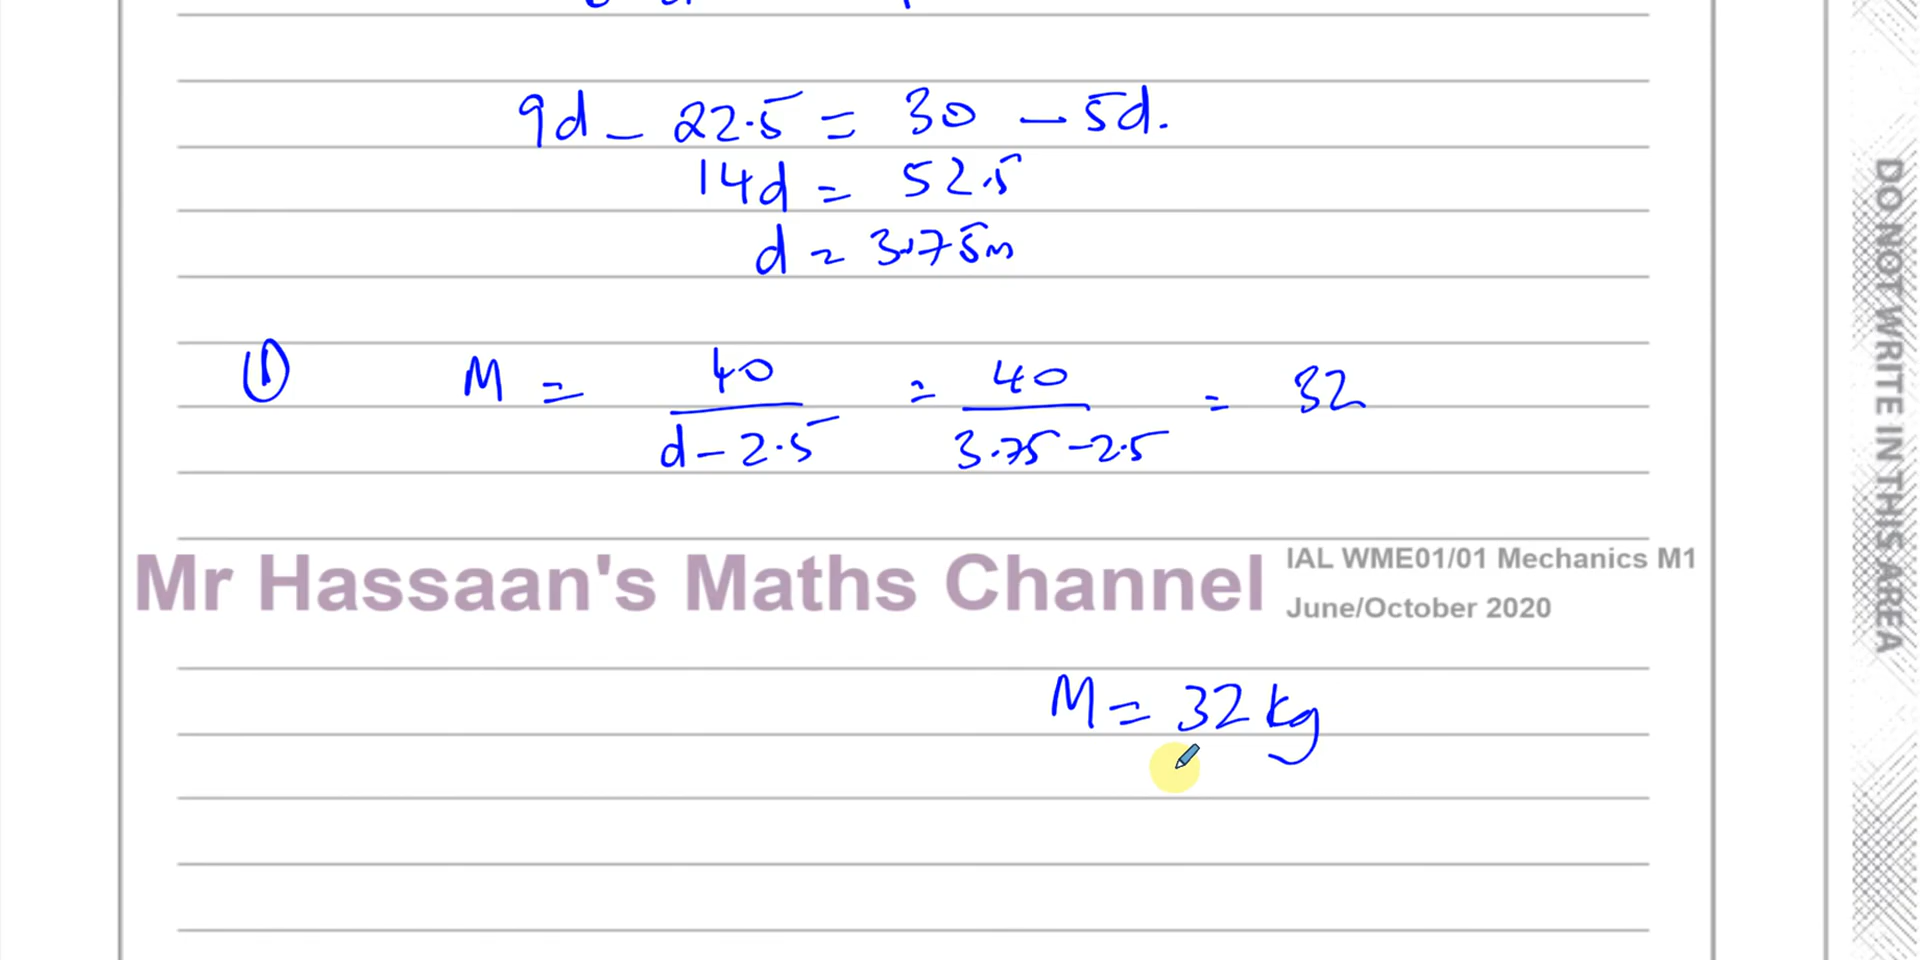 9d - 22.5 = 30 - 5d.
14d = 52.5
d = 3.75m
① M = 40/(d - 2.5) = 40/(3.75 - 2.5) = 32
Mr Hassaan's Maths Channel
IAL WME01/01 Mechanics M1
June/October 2020
M = 32 kg
DO NOT WRITE IN THIS AREA